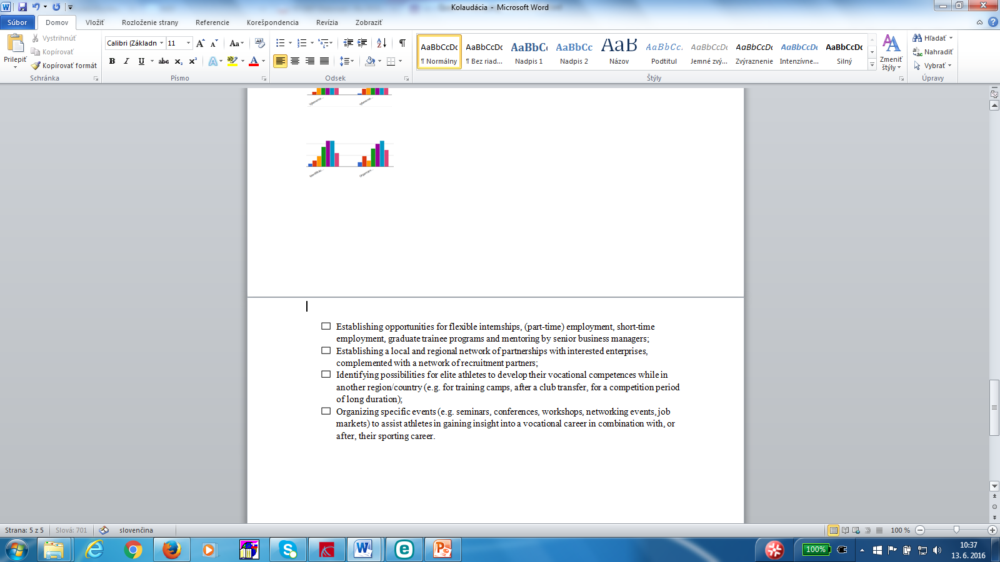 Kolaudácia - Microsoft Word
Súbor
Domov
Vložiť
Rozloženie strany
Referencie
Korešpondencia
Revízia
Zobraziť
Prilepiť
Vystrihnúť
Kopírovať
Kopírovať formát
Schránka
Calibri (Základn
11
Písmo
Odsek
AaBbCcDc
¶ Normálny
AaBbCcDc
¶ Bez riad...
AaBbCc
Nadpis 1
AaBbCc
Nadpis 2
AaB
Názov
AaBbCc.
Podtitul
AaBbCcDc
Jemné zvý...
AaBbCcDc
Zvýraznenie
AaBbCcDc
Intenzívne...
AaBbCcDc
Silný
Štýly
Zmeniť
štýly
Hľadať
Nahradiť
Vybrať
Úpravy
Establishing opportunities for flexible internships, (part-time) employment, short-time
employment, graduate trainee programs and mentoring by senior business managers;
Establishing a local and regional network of partnerships with interested enterprises,
complemented with a network of recruitment partners;
Identifying possibilities for elite athletes to develop their vocational competences while in
another region/country (e.g. for training camps, after a club transfer, for a competition period
of long duration);
Organizing specific events (e.g. seminars, conferences, workshops, networking events, job
markets) to assist athletes in gaining insight into a vocational career in combination with, or
after, their sporting career.
Strana: 5 z 5
Slová: 701
slovenčina
100 %
100%
10:37
13. 6. 2016